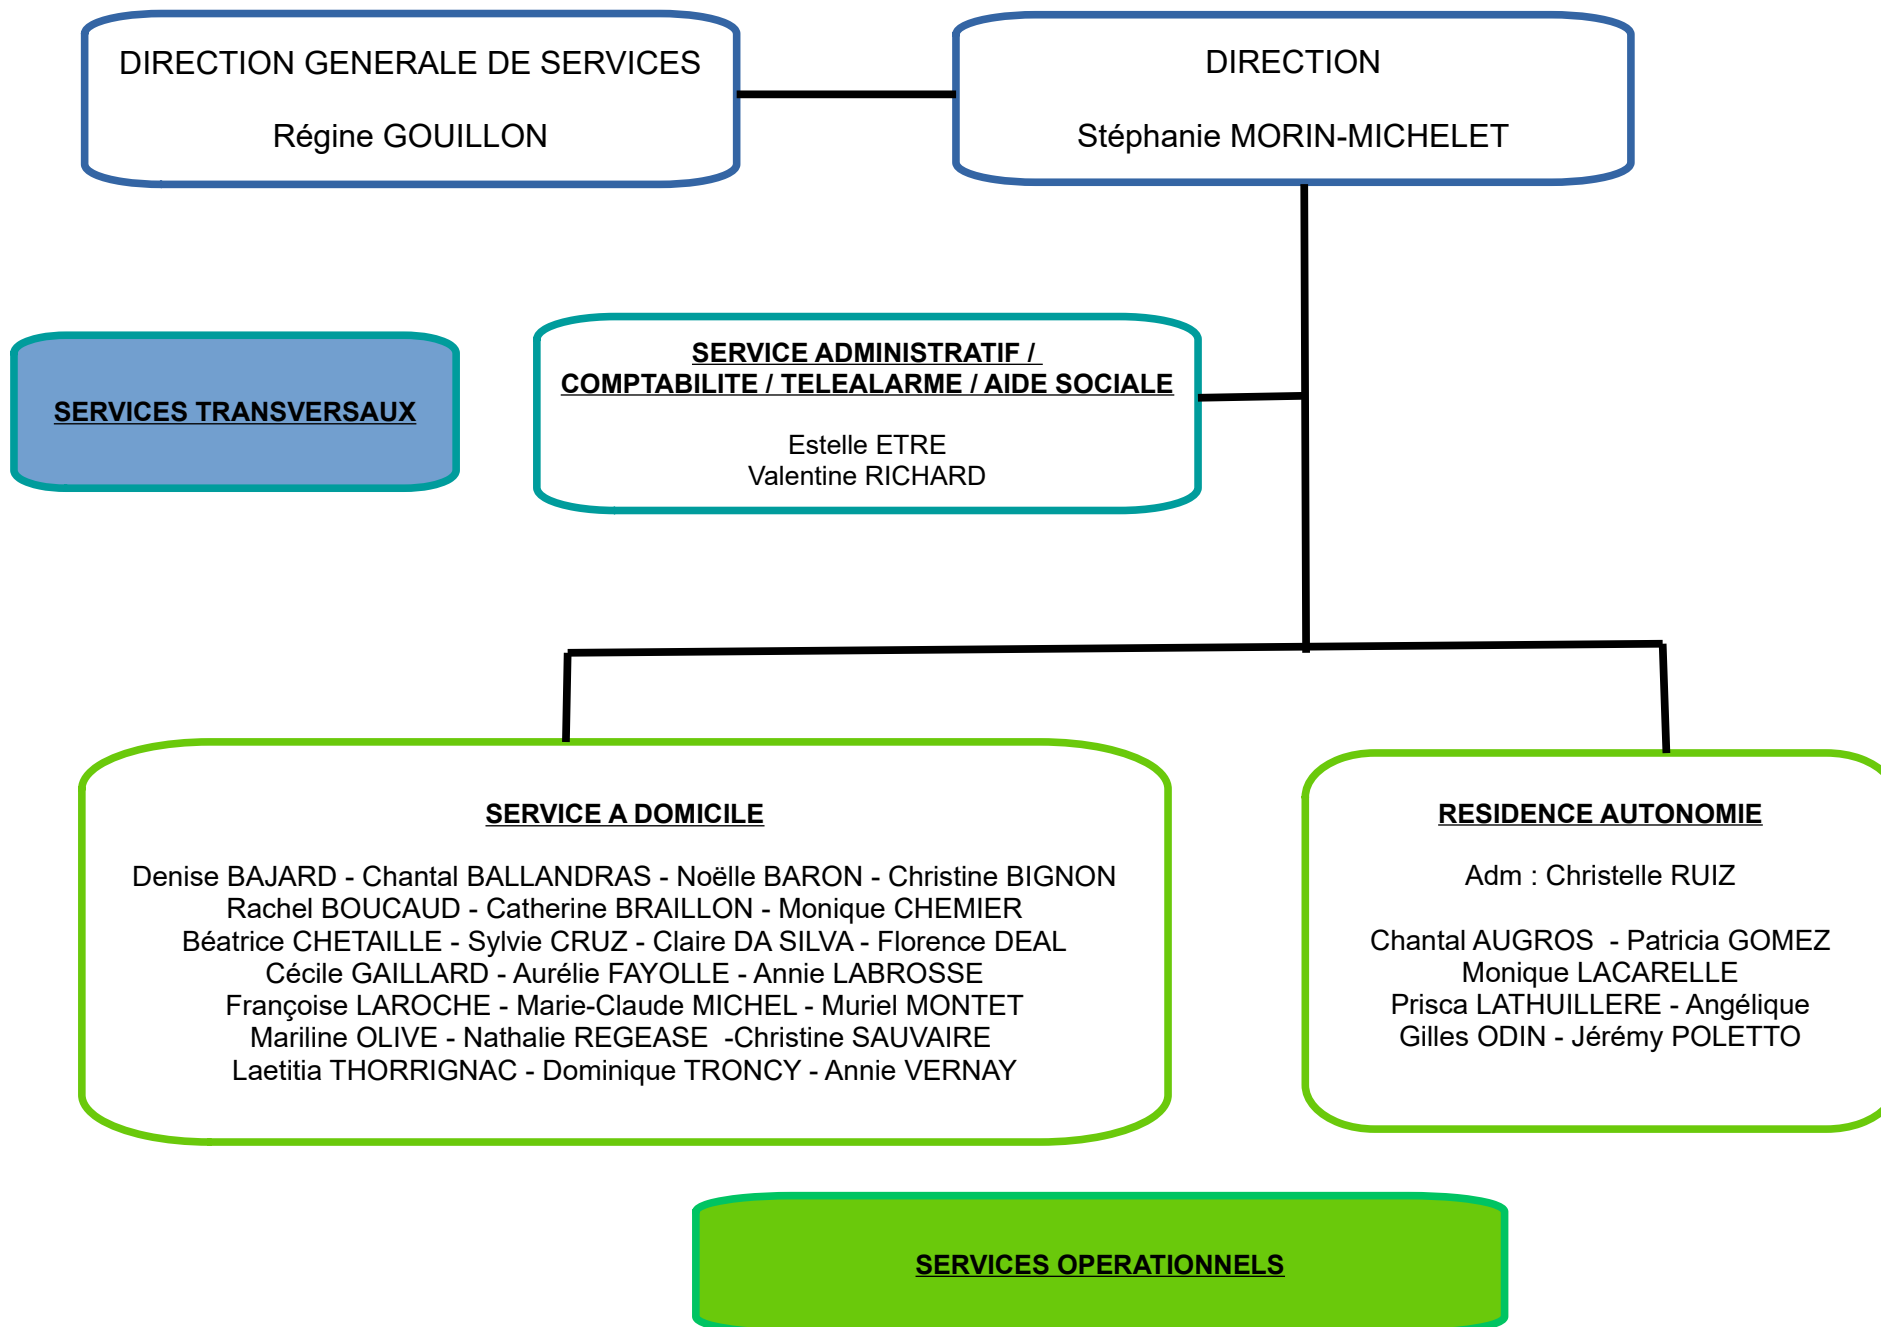 DIRECTION GENERALE DE SERVICES
Régine GOUILLON
DIRECTION
Stéphanie MORIN-MICHELET
SERVICES TRANSVERSAUX
SERVICE ADMINISTRATIF /
COMPTABILITE / TELEALARME / AIDE SOCIALE
Estelle ETRE
Valentine RICHARD
SERVICE A DOMICILE
Denise BAJARD - Chantal BALLANDRAS - Noëlle BARON - Christine BIGNON
Rachel BOUCAUD - Catherine BRAILLON - Monique CHEMIER
Béatrice CHETAILLE - Sylvie CRUZ - Claire DA SILVA - Florence DEAL
Cécile GAILLARD - Aurélie FAYOLLE - Annie LABROSSE
Françoise LAROCHE - Marie-Claude MICHEL - Muriel MONTET
Mariline OLIVE - Nathalie REGEASE  -Christine SAUVAIRE
Laetitia THORRIGNAC - Dominique TRONCY - Annie VERNAY
RESIDENCE AUTONOMIE
Adm : Christelle RUIZ
Chantal AUGROS  - Patricia GOMEZ
Monique LACARELLE
Prisca LATHUILLERE - Angélique
Gilles ODIN - Jérémy POLETTO
SERVICES OPERATIONNELS